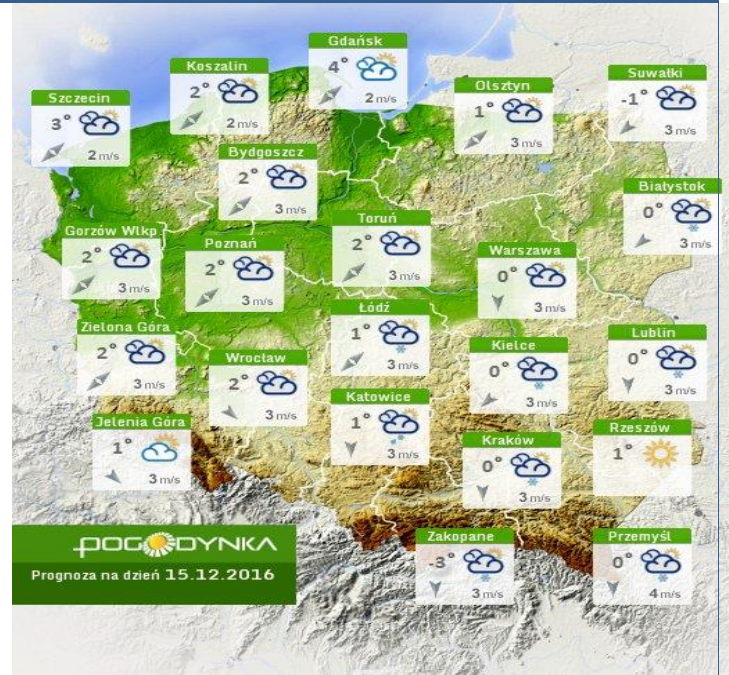 Gdańsk
4°
2 m/s
Koszalin
2°
2 m/s
Suwałki
-1°
3 m/s
Olsztyn
1°
3 m/s
Szczecin
3°
2 m/s
Bydgoszcz
2°
3 m/s
Białystok
0°
3 m/s
Toruń
2°
3 m/s
Gorzów Wlkp
2°
3 m/s
Poznań
2°
3 m/s
Warszawa
0°
3 m/s
Łódź
1°
3 m/s
Zielona Góra
2°
3 m/s
Lublin
0°
3 m/s
Kielce
0°
3 m/s
Wrocław
2°
3 m/s
Katowice
1°
3 m/s
Jelenia Góra
1°
3 m/s
Rzeszów
1°
Kraków
0°
3 m/s
Zakopane
-3°
3 m/s
Przemyśl
0°
4 m/s
POGODYNKA
Prognoza na dzień 15.12.2016